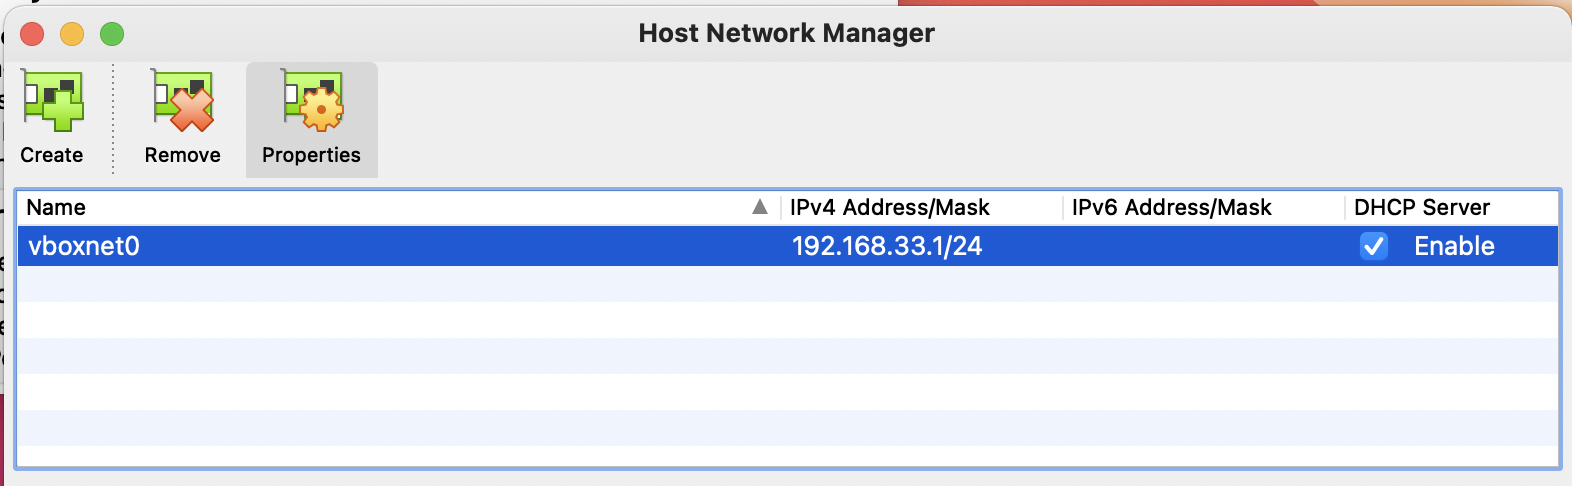 Host Network Manager
Create Remove Properties
Name IPv4 Address/Mask IPv6 Address/Mask DHCP Server
vboxnet0 192.168.33.1/24 Enable